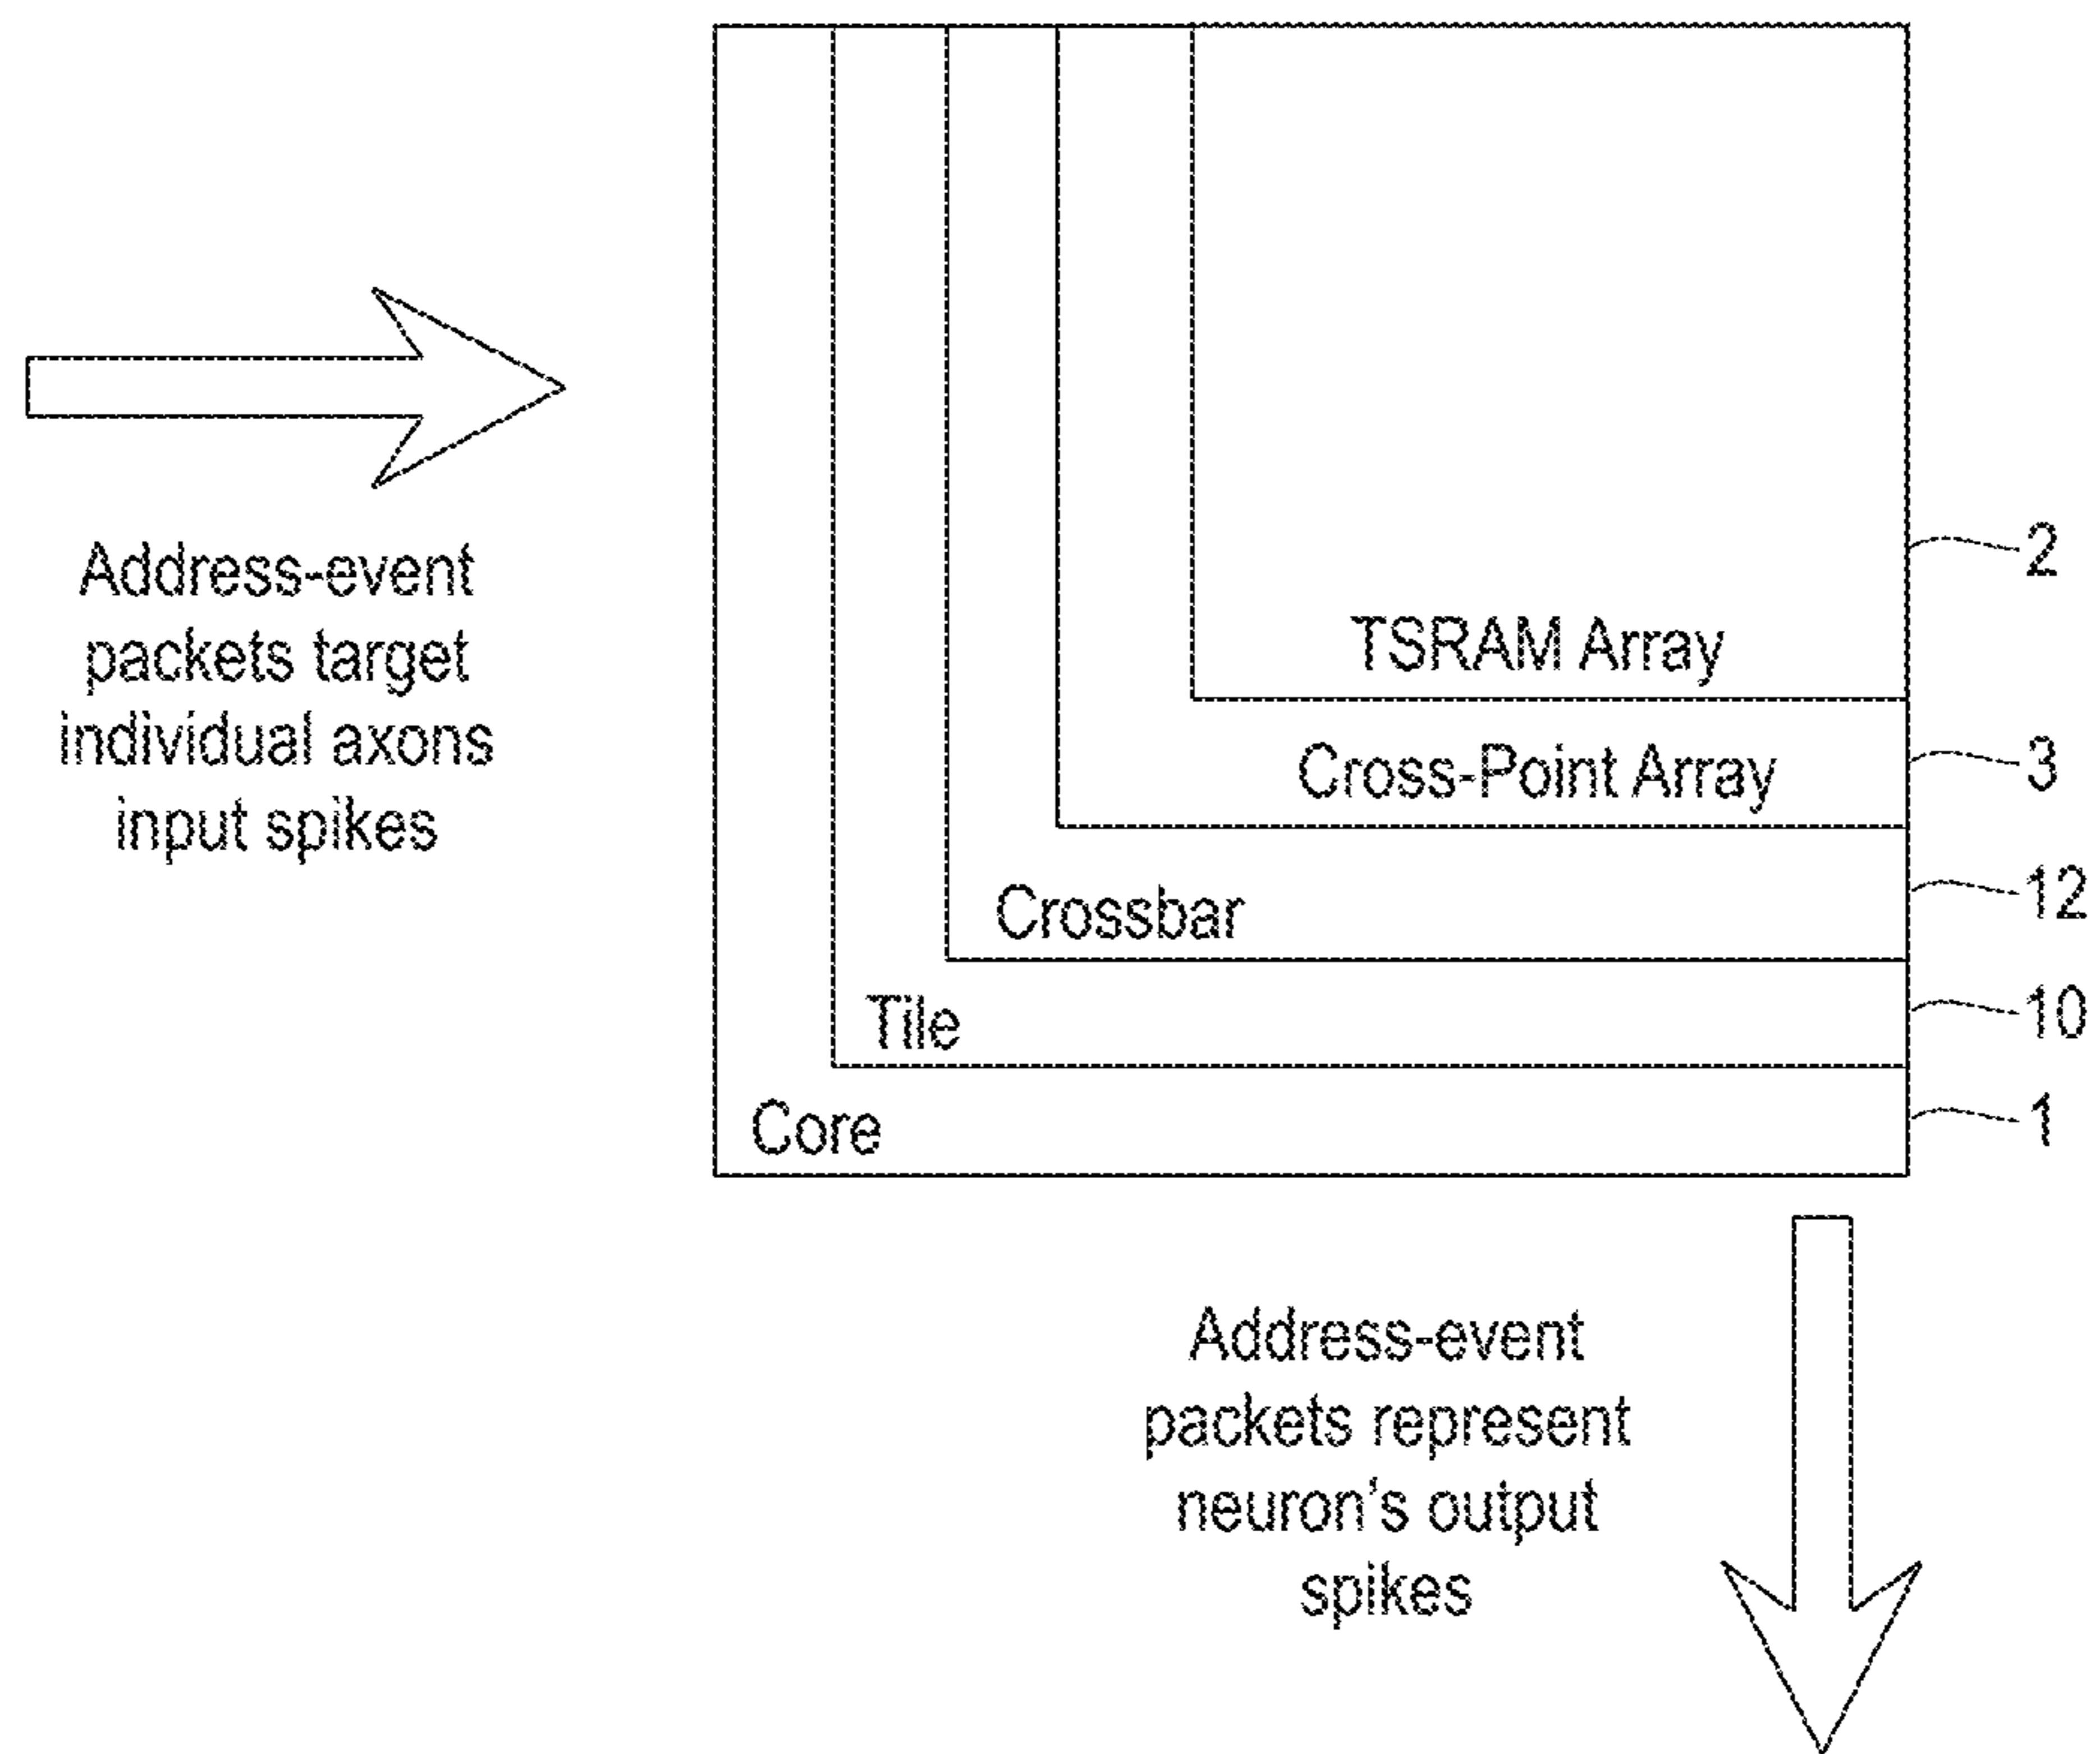 Address-event
packets target
individual axons
input spikes
TSRAM Array
2
Cross-Point Array
3
Crossbar
12
Tile
10
Core
1
Address-event
packets represent
neuron's output
spikes